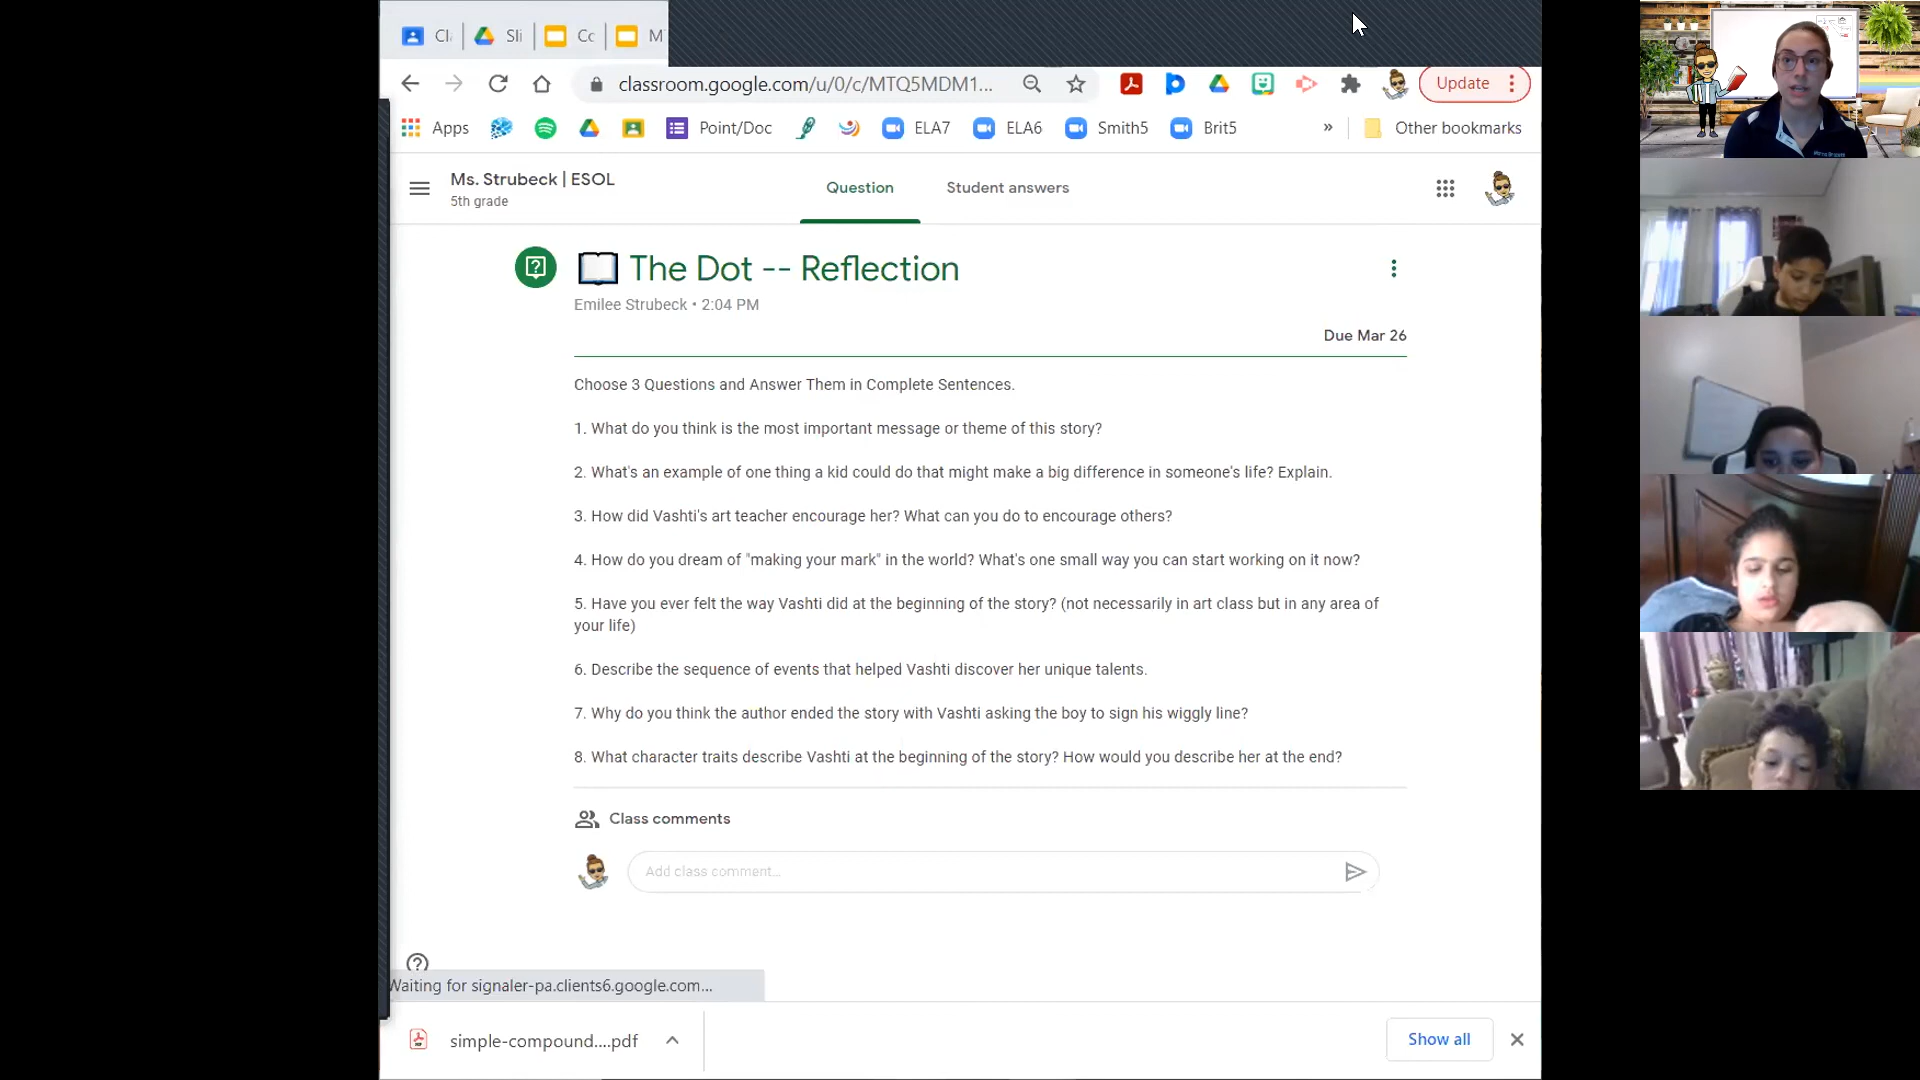 Cl
Sli
Cc
M
classroom.google.com/u/0/c/MTQ5MDM1...
Update
Apps
Point/Doc
ELA7
ELA6
Smith5
Brit5
»
Other bookmarks
Ms. Strubeck | ESOL
5th grade
Question
Student answers
The Dot -- Reflection
Emilee Strubeck • 2:04 PM
Due Mar 26
Choose 3 Questions and Answer Them in Complete Sentences.
1. What do you think is the most important message or theme of this story?
2. What's an example of one thing a kid could do that might make a big difference in someone's life? Explain.
3. How did Vashti's art teacher encourage her? What can you do to encourage others?
4. How do you dream of "making your mark" in the world? What's one small way you can start working on it now?
5. Have you ever felt the way Vashti did at the beginning of the story? (not necessarily in art class but in any area of
your life)
6. Describe the sequence of events that helped Vashti discover her unique talents.
7. Why do you think the author ended the story with Vashti asking the boy to sign his wiggly line?
8. What character traits describe Vashti at the beginning of the story? How would you describe her at the end?
Class comments
Add class comment...
Waiting for signaler-pa.clients6.google.com...
simple-compound....pdf
Show all